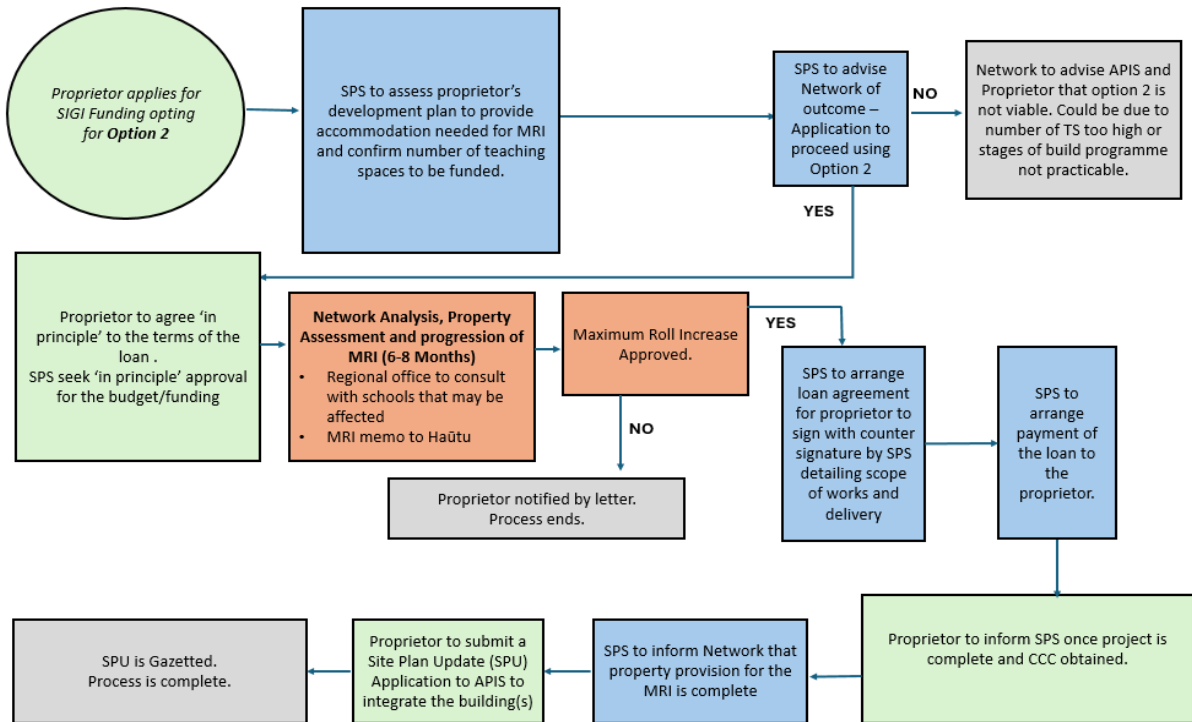 Proprietor applies for
SIGI Funding opting
for Option 2
SPS to assess proprietor's
development plan to provide
accommodation needed for MRI
and confirm number of teaching
spaces to be funded.
SPS to advise
Network of
outcome –
Application to
proceed using
Option 2
NO
Network to advise APIS and
Proprietor that option 2 is
not viable. Could be due to
number of TS too high or
stages of build programme
not practicable.
YES
Proprietor to agree 'in
principle' to the terms of the
loan .
SPS seek 'in principle' approval
for the budget/funding
Network Analysis, Property
Assessment and progression of
MRI (6-8 Months)
• Regional office to consult
with schools that may be
affected
• MRI memo to Haūtu
Maximum Roll Increase
Approved.
YES
NO
Proprietor notified by letter.
Process ends.
SPS to arrange
loan agreement
for proprietor to
sign with counter
signature by SPS
detailing scope
of works and
delivery
SPS to
arrange
payment of
the loan to
the
proprietor.
Proprietor to inform SPS once project is
complete and CCC obtained.
SPS to inform Network that
property provision for the
MRI is complete
Proprietor to submit a
Site Plan Update (SPU)
Application to APIS to
integrate the building(s)
SPU is Gazetted.
Process is complete.